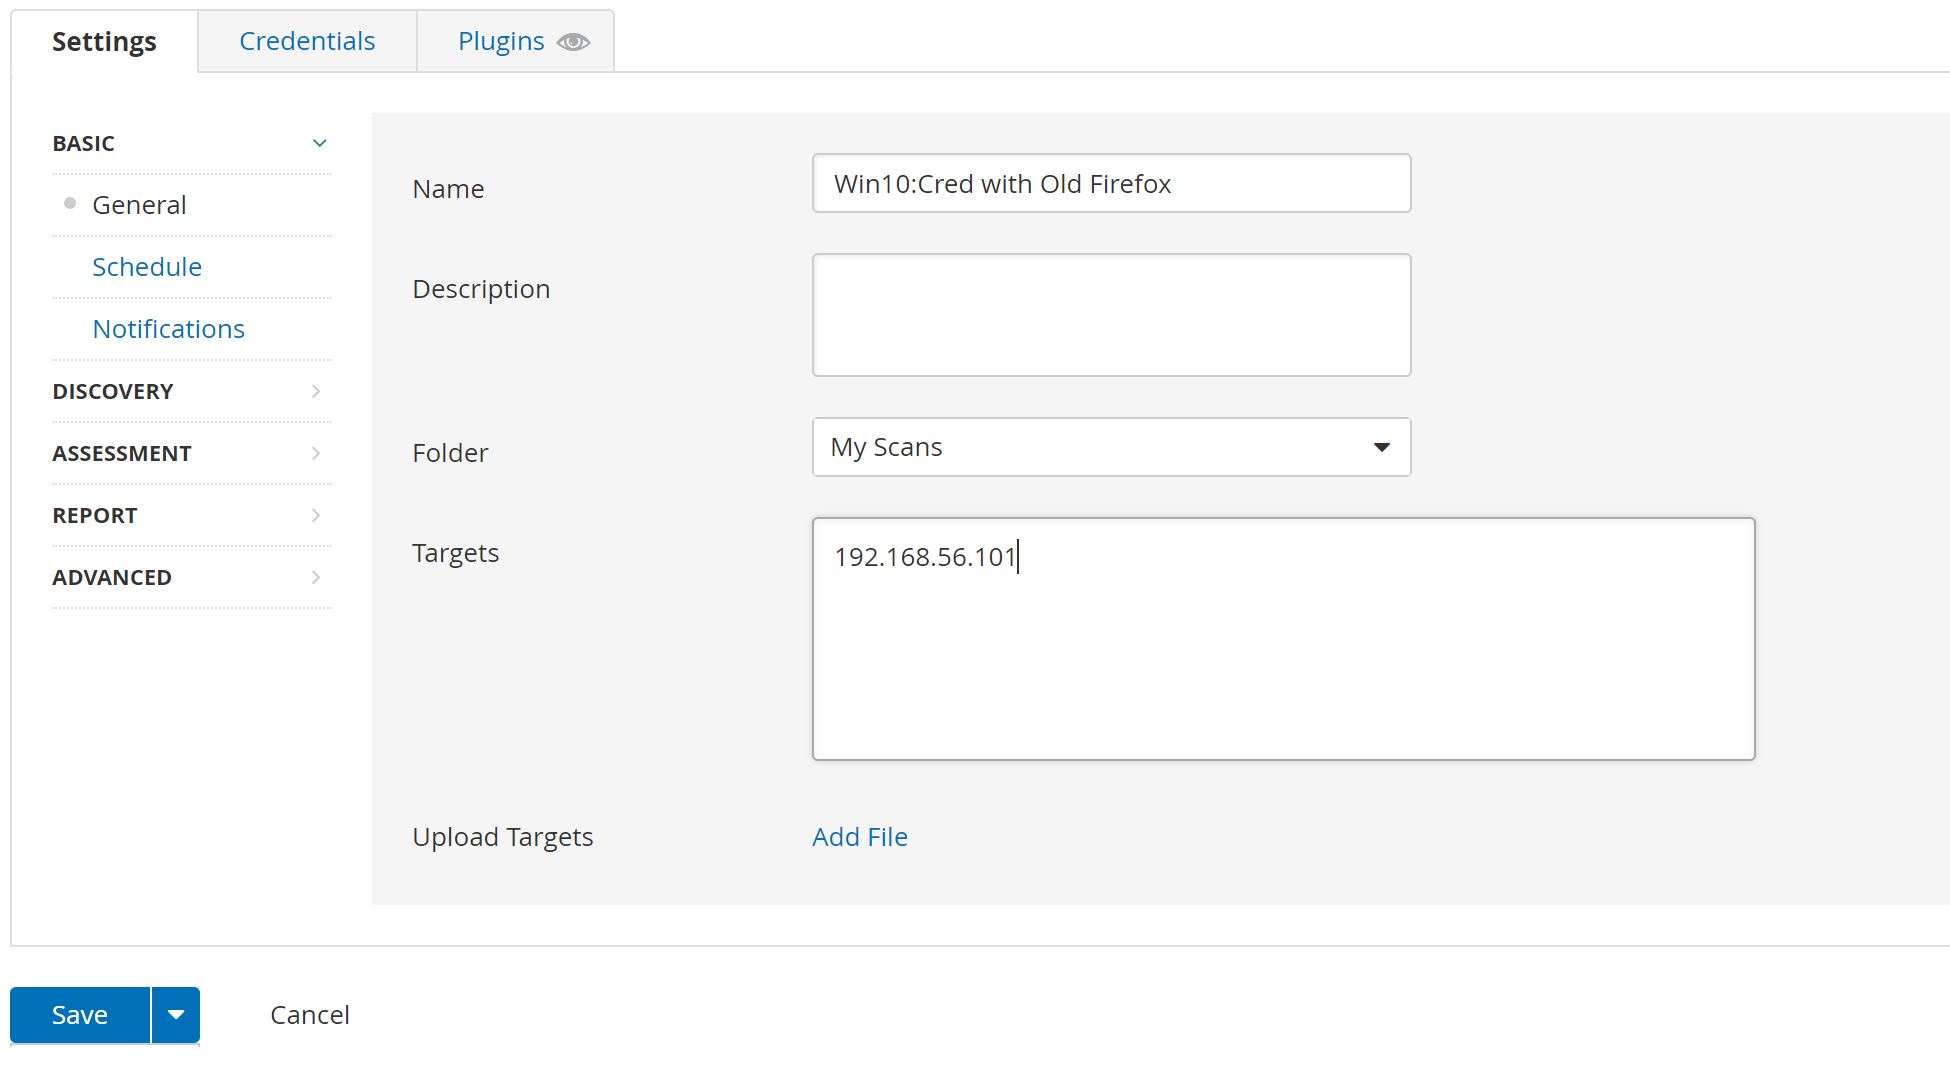 Settings
Credentials
Plugins
BASIC
General
Schedule
Notifications
DISCOVERY
ASSESSMENT
REPORT
ADVANCED
Name
Win10:Cred with Old Firefox
Description
Folder
My Scans
Targets
192.168.56.101
Upload Targets
Add File
Save
Cancel